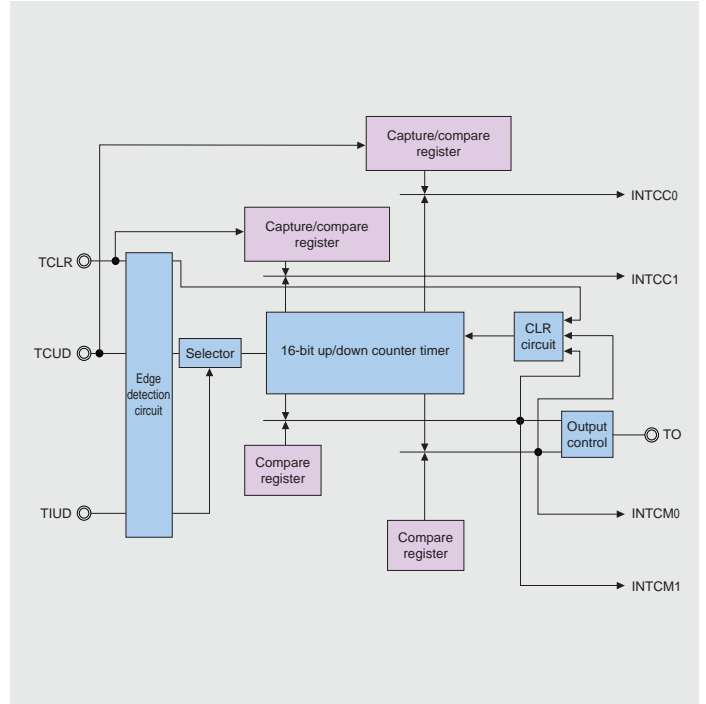 Capture/compare
register
INTCC0
Capture/compare
register
TCLR
INTCC1
CLR
circuit
TCUD
Selector
16-bit up/down counter timer
Edge
detection
circuit
Output
control
TO
Compare
register
TIUD
INTCM0
Compare
register
INTCM1